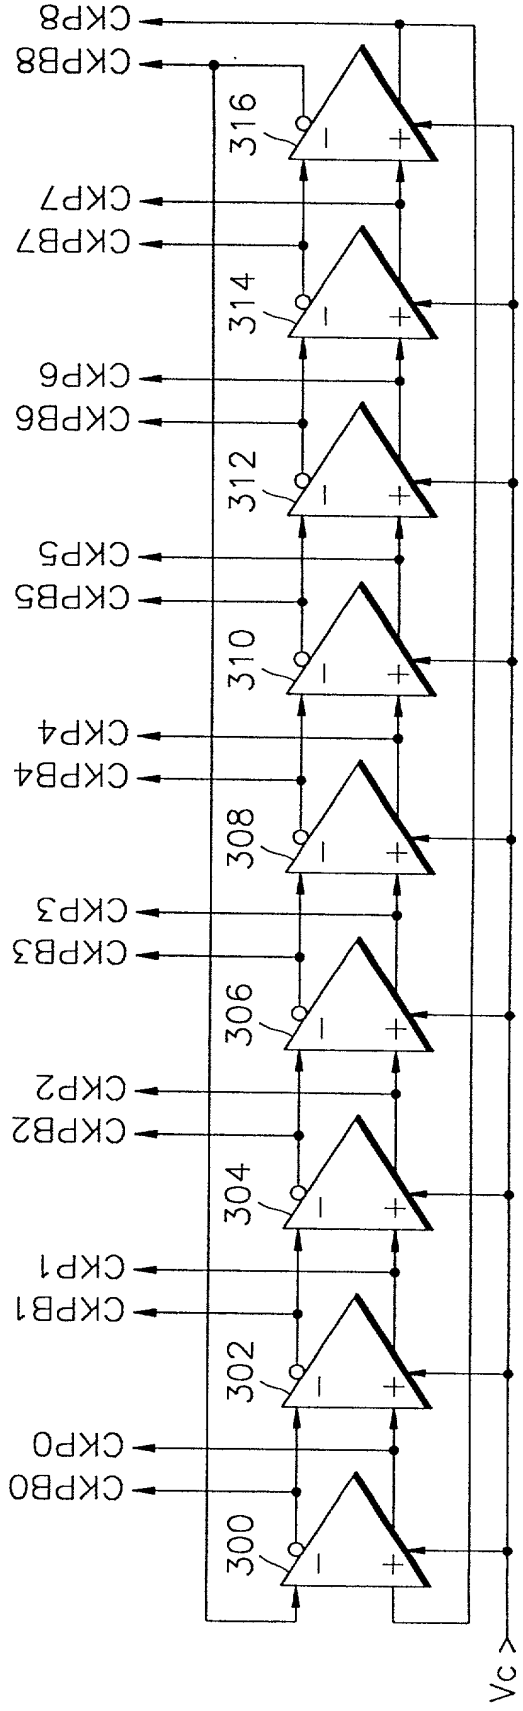 CKP8
CKPB8
316
CKP7
CKPB7
314
CKP6
CKPB6
312
CKP5
CKPB5
310
CKP4
CKPB4
308
CKP3
CKPB3
306
CKP2
CKPB2
304
CKP1
CKPB1
302
CKP0
CKPB0
300
− +
− +
− +
− +
− +
− +
− +
− +
− +
Vc >